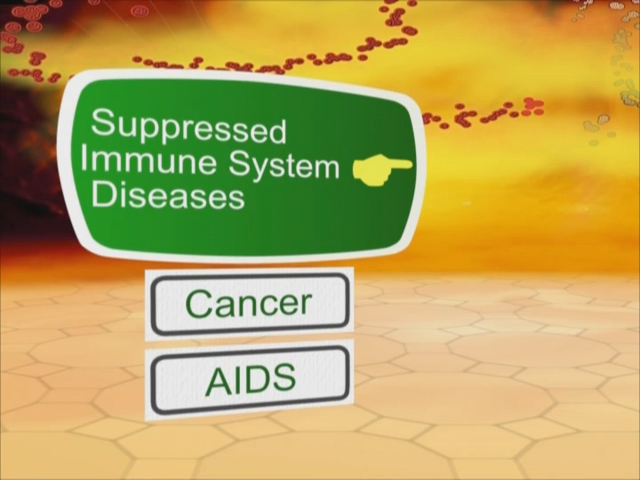 Suppressed
Immune System
Diseases
Cancer
AIDS